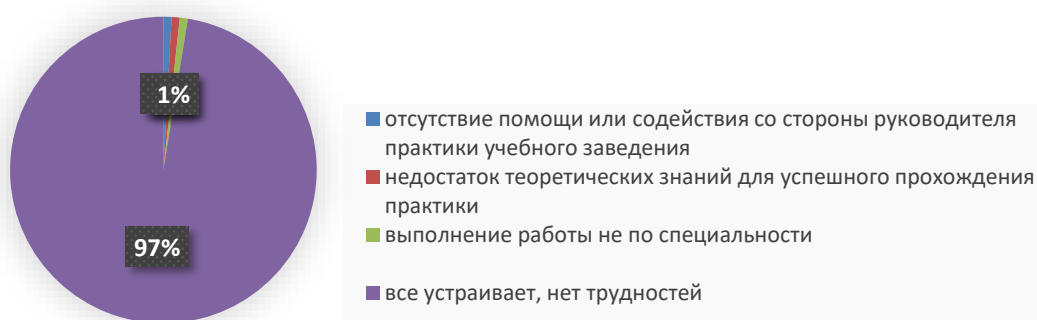 1%
97%
отсутствие помощи или содействия со стороны руководителя
практики учебного заведения
недостаток теоретических знаний для успешного прохождения
практики
выполнение работы не по специальности
все устраивает, нет трудностей